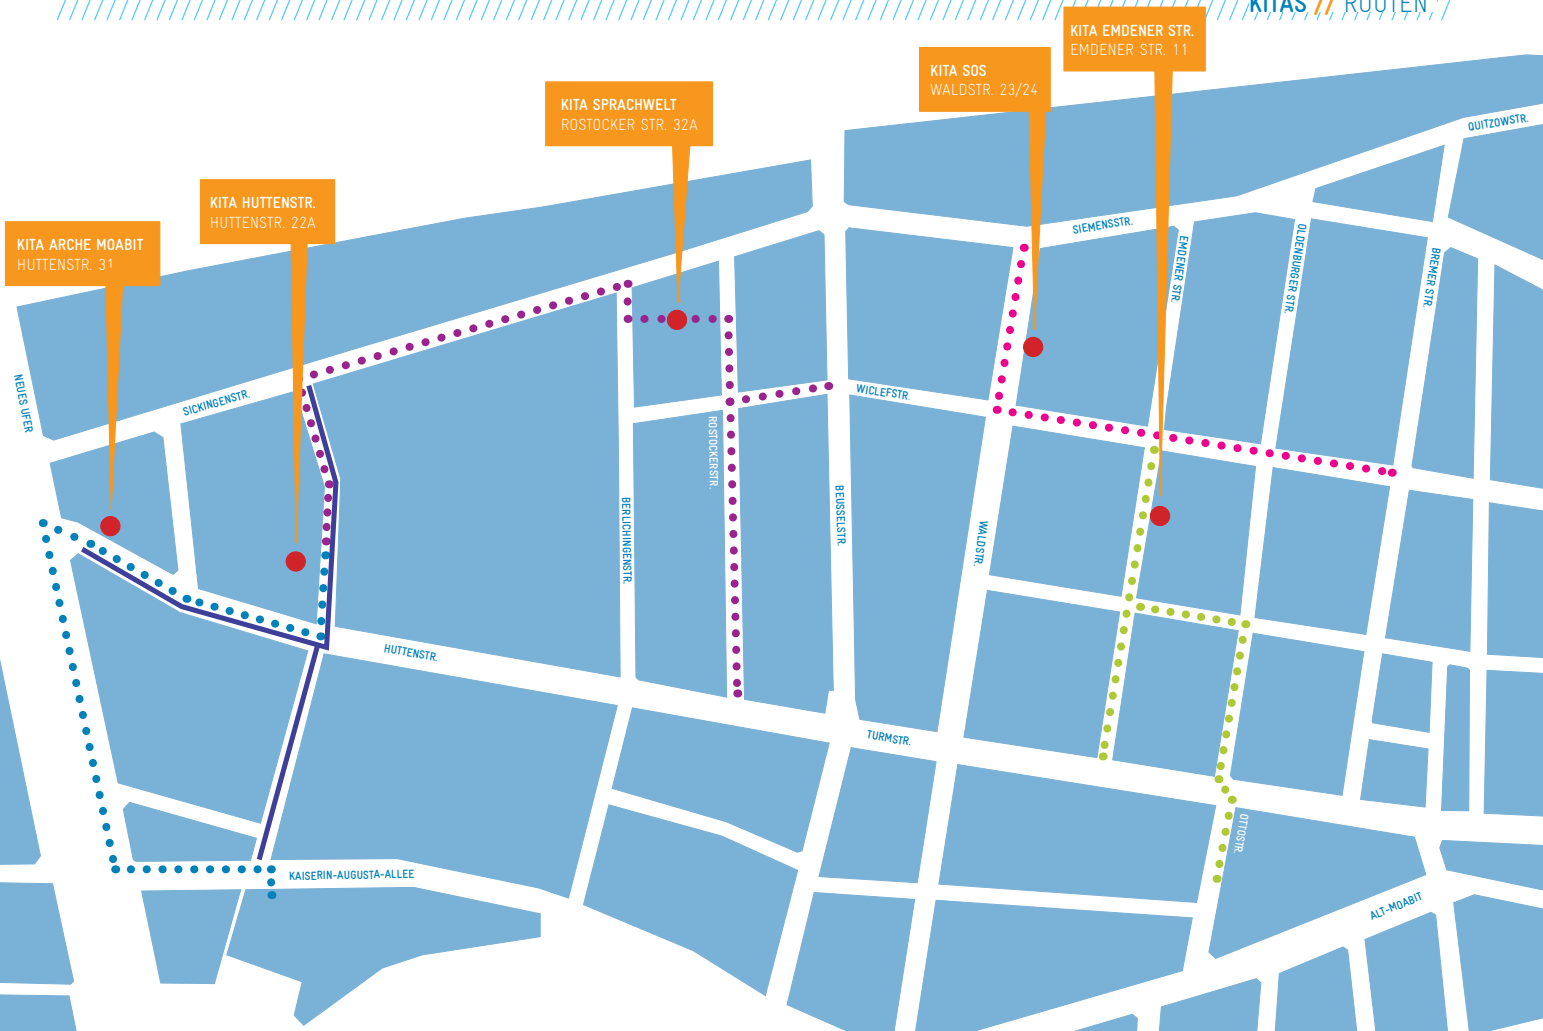 KITAS // ROUTEN
KITA EMDENER STR.
EMDENER STR. 11
KITA SOS
WALDSTR. 23/24
KITA SPRACHWELT
ROSTOCKER STR. 32A
KITA HUTTENSTR.
HUTTENSTR. 22A
KITA ARCHE MOABIT
HUTTENSTR. 31
QUITZOWSTR.
SIEMENSSTR.
EMDENER STR.
OLDENBURGER STR.
BREMER STR.
NEUES UFER
SICKINGENSTR.
WICLEFSTR.
ROSTOCKERSTR.
BERLICHINGENSTR.
BEUSSELSTR.
WALDSTR.
HUTTENSTR.
TURMSTR.
OTTOSTR.
KAISERIN-AUGUSTA-ALLEE
ALT-MOABIT